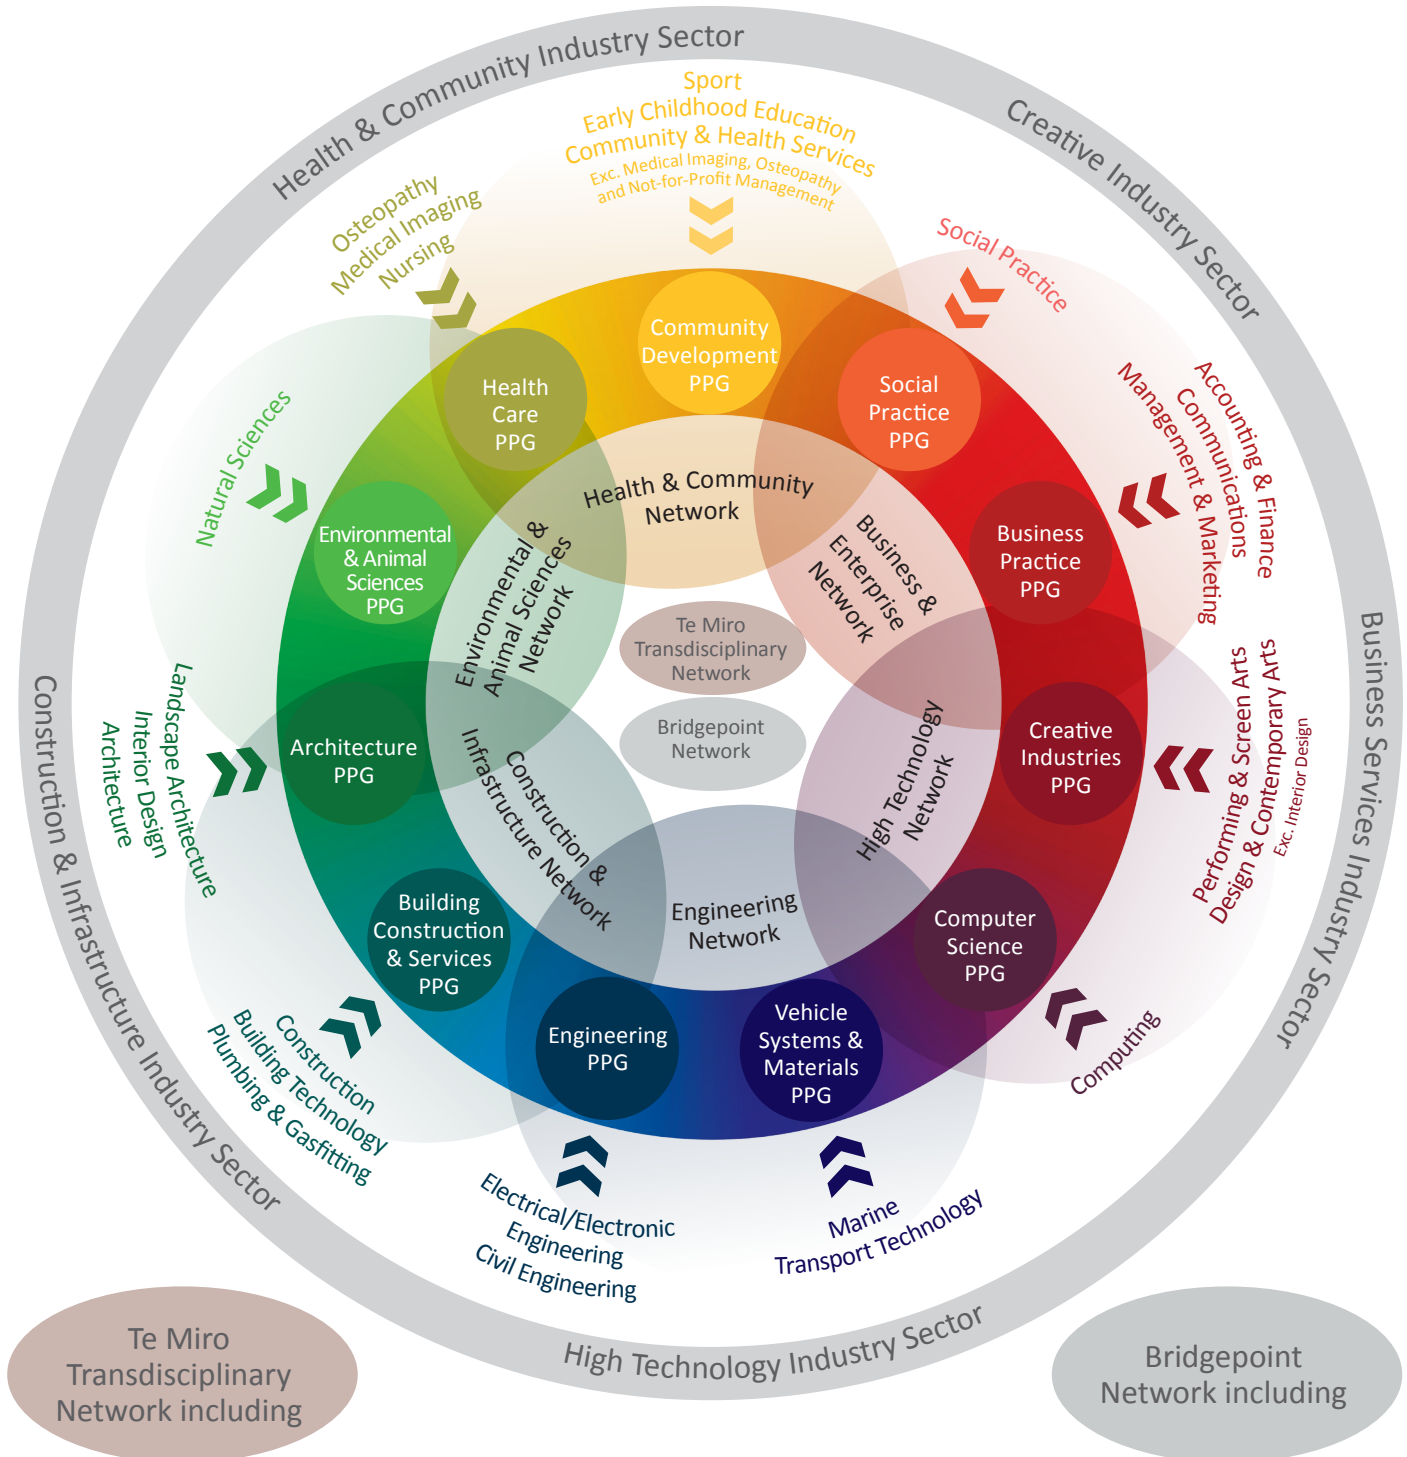 Health & Community Industry Sector
Creative Industry Sector
Business Services Industry Sector
High Technology Industry Sector
Construction & Infrastructure Industry Sector
Sport
Early Childhood Education
Community & Health Services
Exc. Medical Imaging, Osteopathy
and Not-for-Profit Management
Social Practice
Accounting & Finance
Communications
Management & Marketing
Performing & Screen Arts
Design & Contemporary Arts
Exc. Interior Design
Computing
Marine
Transport Technology
Electrical/Electronic
Engineering
Civil Engineering
Construction
Building Technology
Plumbing & Gasfitting
Landscape Architecture
Interior Design
Architecture
Natural Sciences
Osteopathy
Medical Imaging
Nursing
Community
Development
PPG
Social
Practice
PPG
Business
Practice
PPG
Creative
Industries
PPG
Computer
Science
PPG
Vehicle
Systems &
Materials
PPG
Engineering
PPG
Building
Construction
& Services
PPG
Architecture
PPG
Environmental
& Animal
Sciences
PPG
Health
Care
PPG
Health & Community
Network
Business &
Enterprise
Network
High Technology
Network
Engineering
Network
Construction &
Infrastructure Network
Environmental &
Animal Sciences
Network
Te Miro
Transdisciplinary
Network
Bridgepoint
Network
Te Miro
Transdisciplinary
Network including
Bridgepoint
Network including